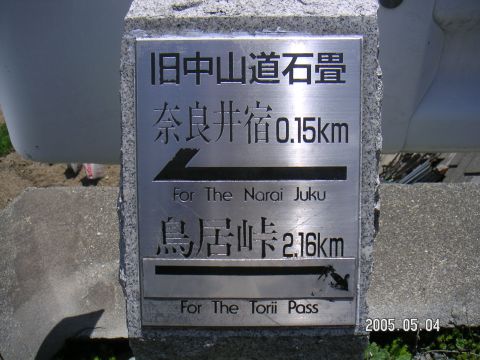 旧中山道石畳
奈良井宿0.15km
For The Narai Juku
鳥居峠2.16km
For The Torii Pass
2005.05.04